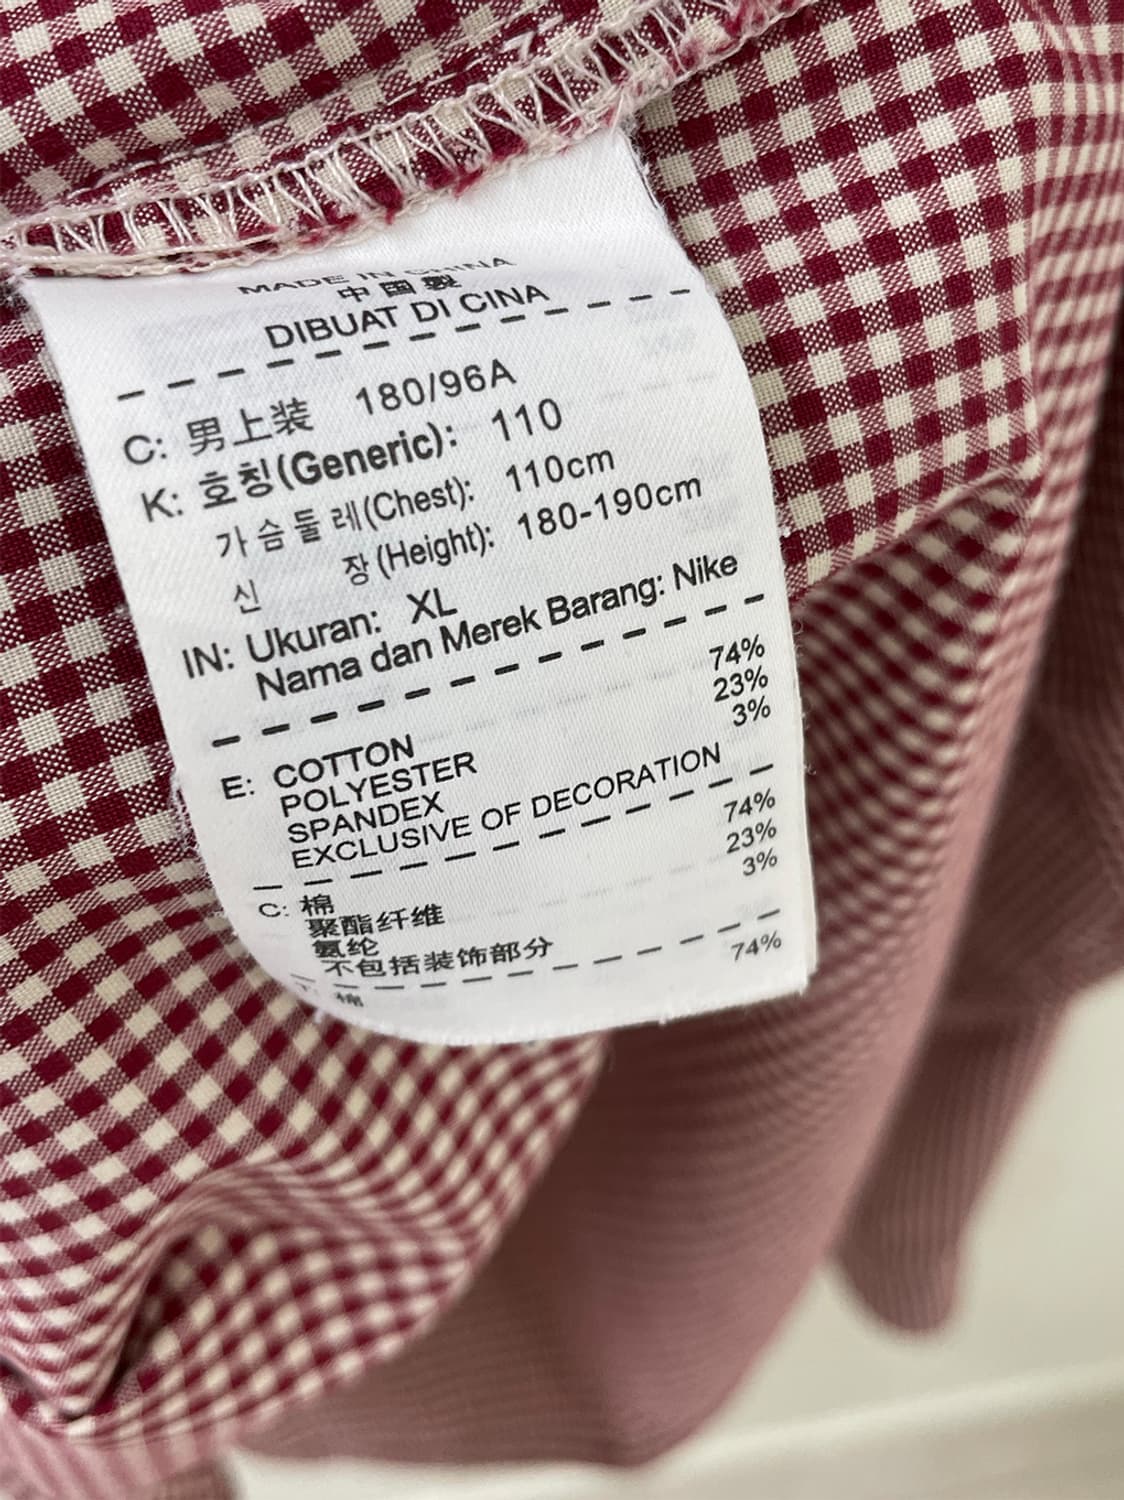 MADE IN CHINA
中国製
DIBUAT DI CINA
C: 男上装 180/96A
K: 호칭(Generic): 110
가슴둘레(Chest): 110cm
신 장(Height): 180-190cm
IN: Ukuran: XL
Nama dan Merek Barang: Nike
E: COTTON 74%
POLYESTER 23%
SPANDEX 3%
EXCLUSIVE OF DECORATION
C: 棉 74%
聚酯纤维 23%
氨纶 3%
不包括装饰部分
棉 74%